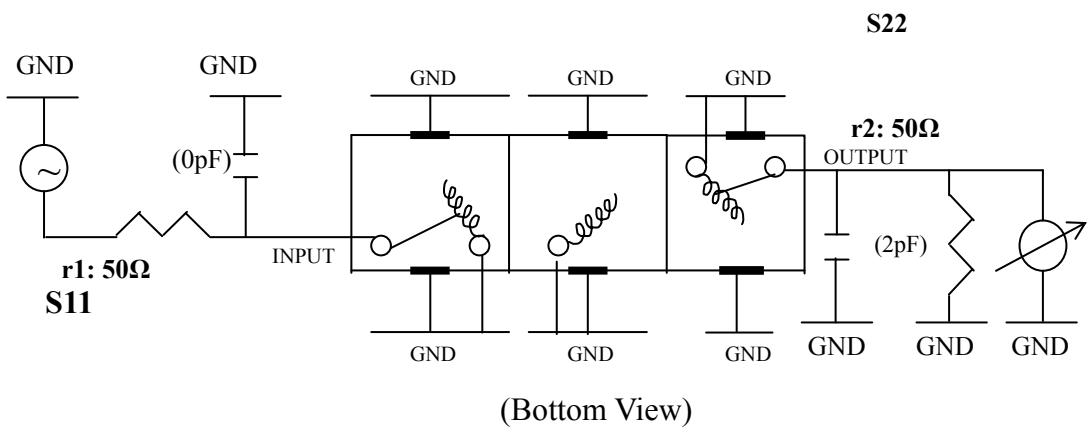 S22
GND
GND
GND
GND
GND
r2: 50Ω
(0pF)
OUTPUT
~
INPUT
(2pF)
r1: 50Ω
S11
GND
GND
GND
GND
GND
GND
(Bottom View)